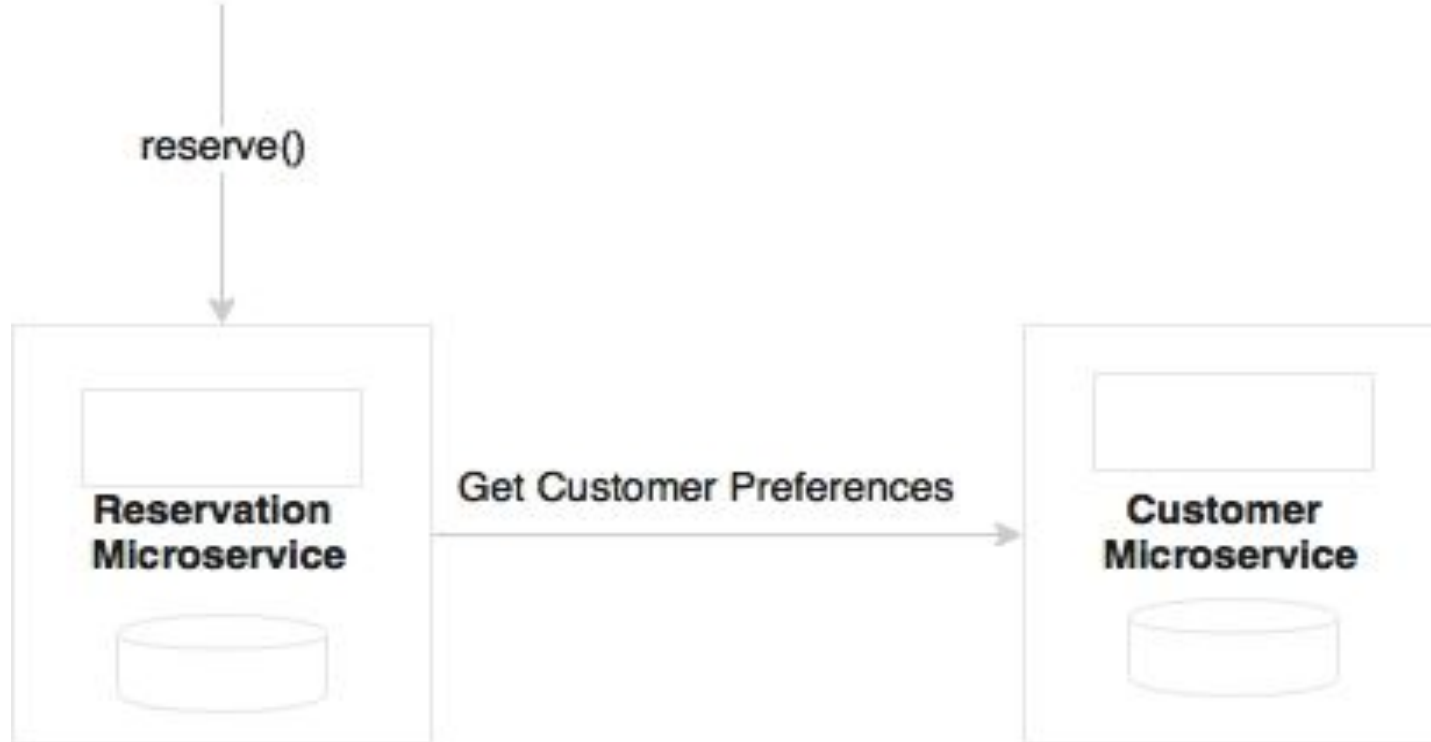 reserve()
Get Customer Preferences
Reservation
Microservice
Customer
Microservice